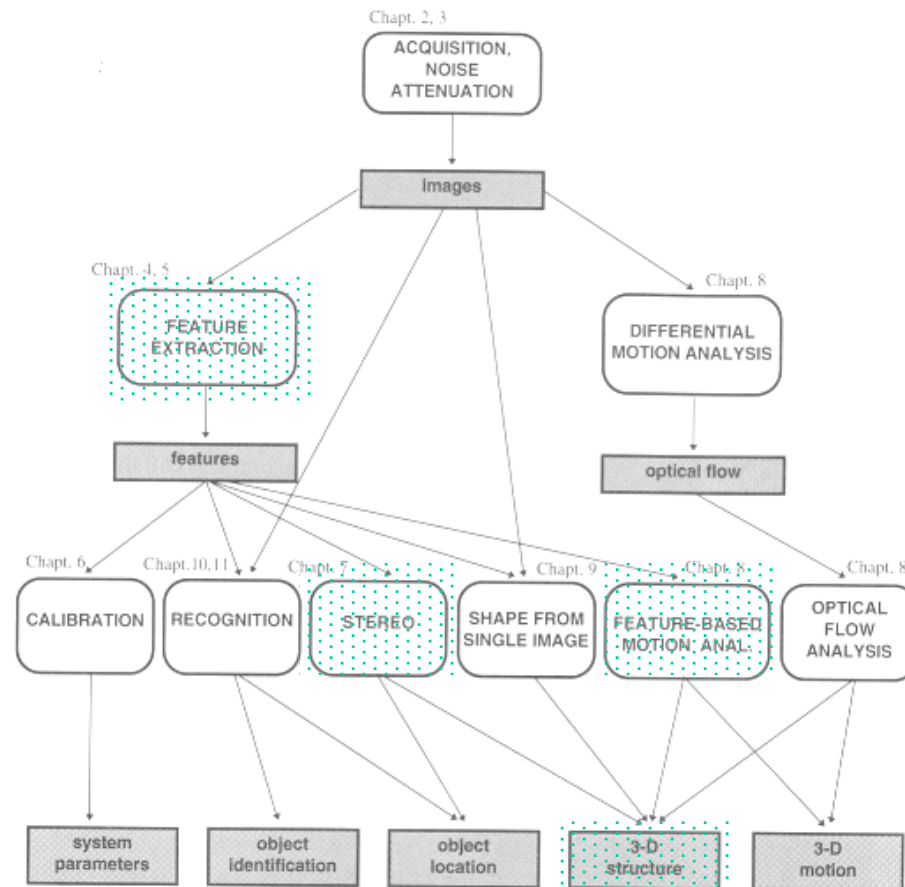 Chapt. 2, 3
ACQUISITION,
NOISE
ATTENUATION
images
Chapt. 4, 5
FEATURE
EXTRACTION
Chapt. 8
DIFFERENTIAL
MOTION ANALYSIS
features
optical flow
Chapt. 6
CALIBRATION
Chapt.10,11
RECOGNITION
Chapt. 7
STEREO
Chapt. 9
SHAPE FROM
SINGLE IMAGE
Chapt. 8
FEATURE-BASED
MOTION ANAL.
Chapt. 8
OPTICAL
FLOW
ANALYSIS
system
parameters
object
identification
object
location
3-D
structure
3-D
motion